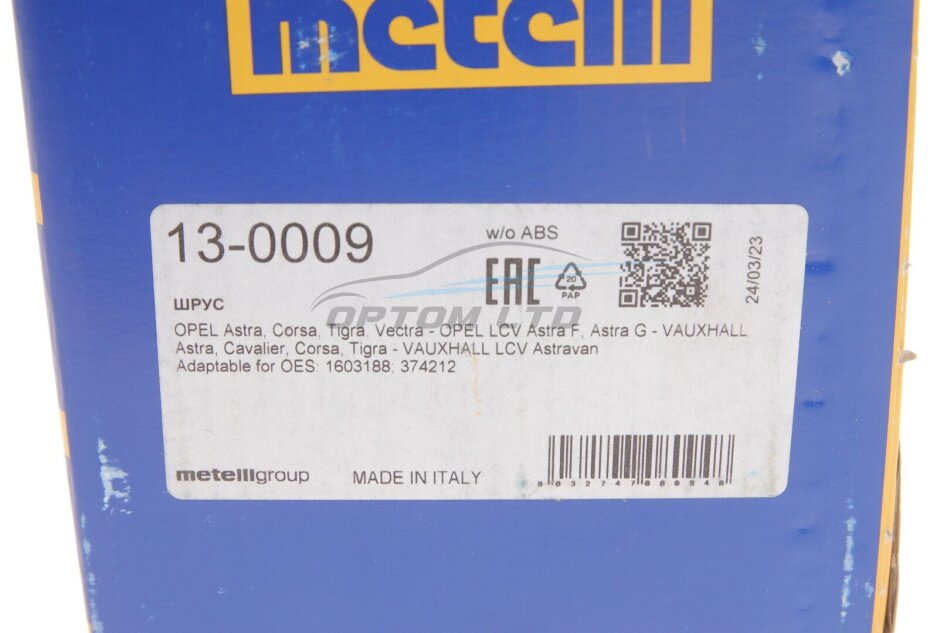 metelli
13-0009
w/o ABS
EAC
20
PAP
24/03/23
ШРУС
OPTOM LTD
OPEL Astra, Corsa, Tigra, Vectra - OPEL LCV Astra F, Astra G - VAUXHALL
Astra, Cavalier, Corsa, Tigra - VAUXHALL LCV Astravan
Adaptable for OES: 1603188; 374212
metelligroup
MADE IN ITALY
8032747080948